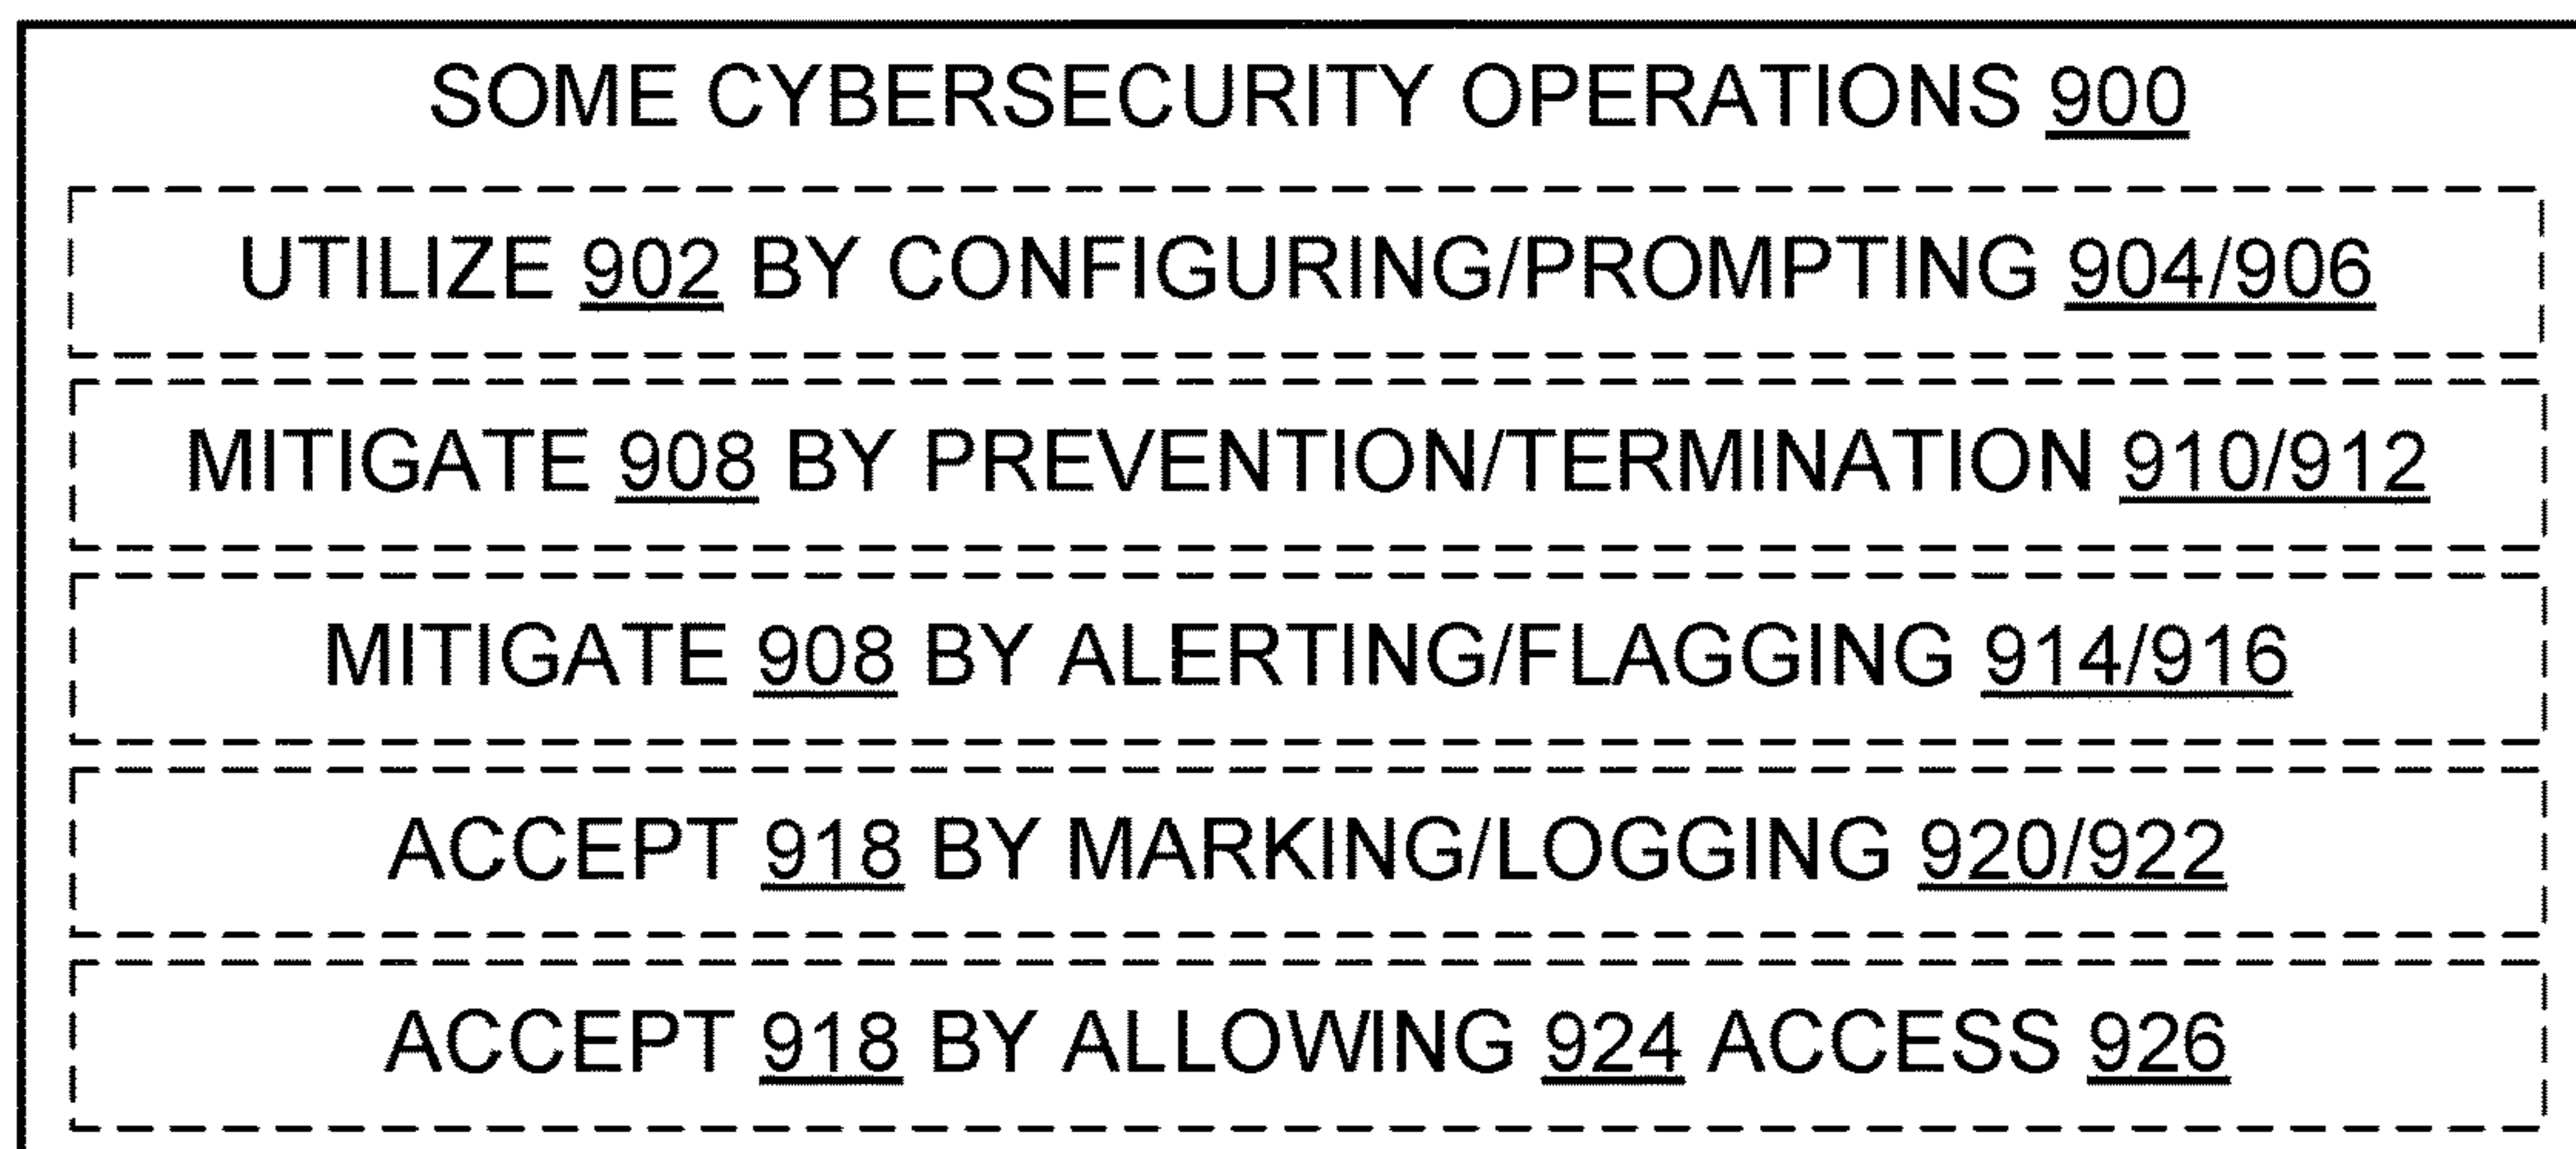 SOME CYBERSECURITY OPERATIONS 900
UTILIZE 902 BY CONFIGURING/PROMPTING 904/906
MITIGATE 908 BY PREVENTION/TERMINATION 910/912
MITIGATE 908 BY ALERTING/FLAGGING 914/916
ACCEPT 918 BY MARKING/LOGGING 920/922
ACCEPT 918 BY ALLOWING 924 ACCESS 926